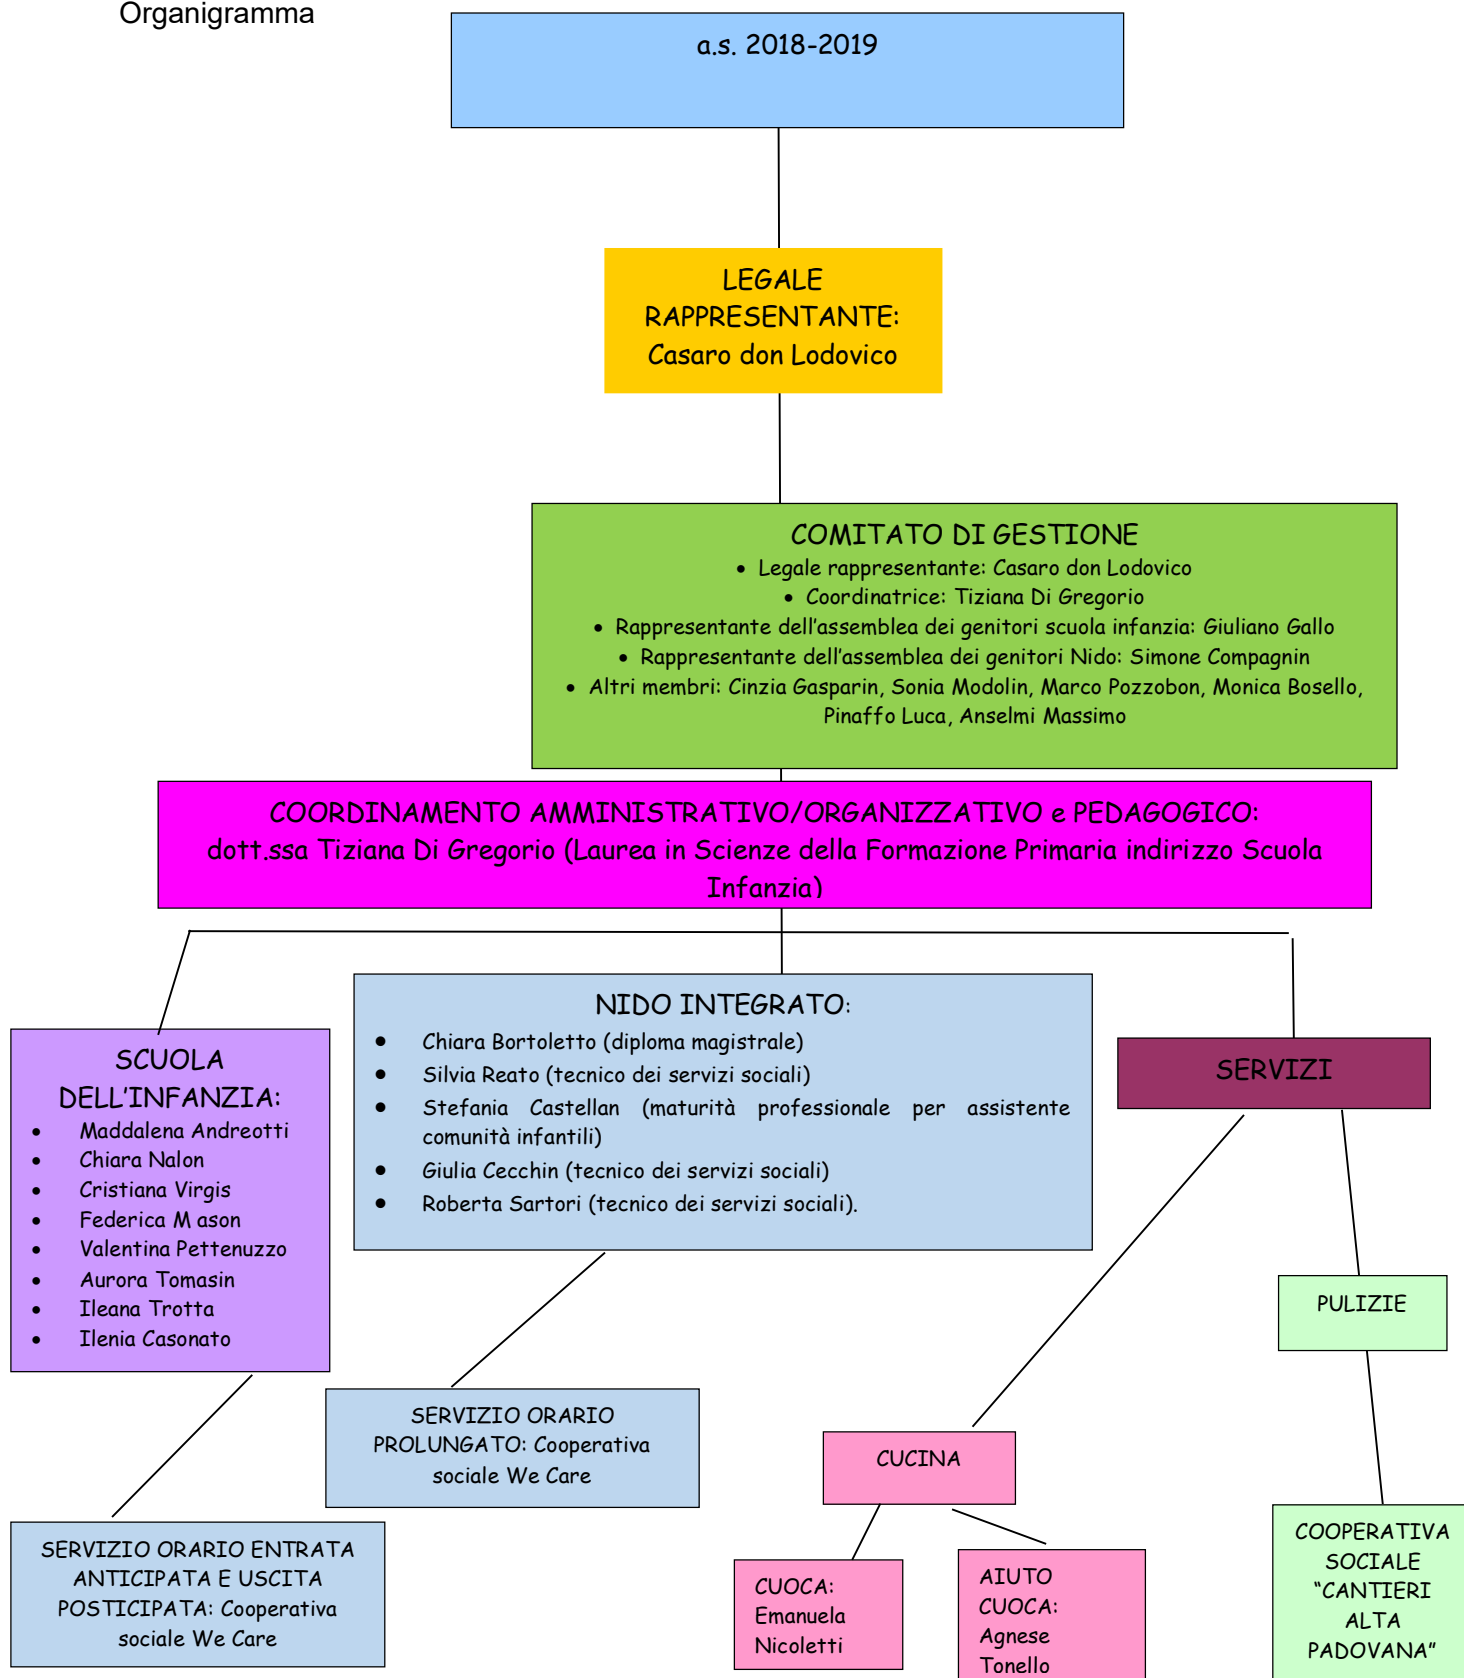 Organigramma
a.s. 2018-2019
LEGALE
RAPPRESENTANTE:
Casaro don Lodovico
COMITATO DI GESTIONE
• Legale rappresentante: Casaro don Lodovico
• Coordinatrice: Tiziana Di Gregorio
• Rappresentante dell'assemblea dei genitori scuola infanzia: Giuliano Gallo
• Rappresentante dell'assemblea dei genitori Nido: Simone Compagnin
• Altri membri: Cinzia Gasparin, Sonia Modolin, Marco Pozzobon, Monica Bosello,
Pinaffo Luca, Anselmi Massimo
COORDINAMENTO AMMINISTRATIVO/ORGANIZZATIVO e PEDAGOGICO:
dott.ssa Tiziana Di Gregorio (Laurea in Scienze della Formazione Primaria indirizzo Scuola
Infanzia)
SCUOLA
DELL'INFANZIA:
• Maddalena Andreotti
• Chiara Nalon
• Cristiana Virgis
• Federica M ason
• Valentina Pettenuzzo
• Aurora Tomasin
• Ileana Trotta
• Ilenia Casonato
NIDO INTEGRATO:
• Chiara Bortoletto (diploma magistrale)
• Silvia Reato (tecnico dei servizi sociali)
• Stefania Castellan (maturità professionale per assistente
comunità infantili)
• Giulia Cecchin (tecnico dei servizi sociali)
• Roberta Sartori (tecnico dei servizi sociali).
SERVIZI
PULIZIE
SERVIZIO ORARIO
PROLUNGATO: Cooperativa
sociale We Care
CUCINA
SERVIZIO ORARIO ENTRATA
ANTICIPATA E USCITA
POSTICIPATA: Cooperativa
sociale We Care
CUOCA:
Emanuela
Nicoletti
AIUTO
CUOCA:
Agnese
Tonello
COOPERATIVA
SOCIALE
"CANTIERI
ALTA
PADOVANA"